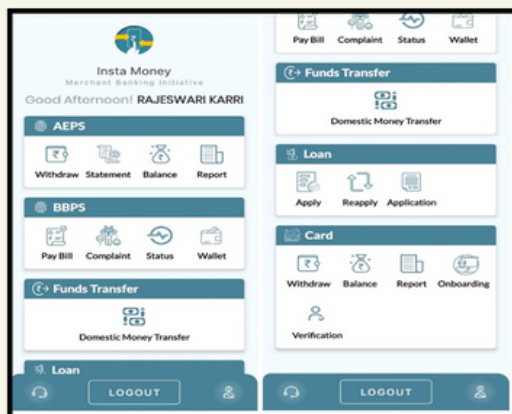 Insta Money
Merchant Banking Initiative
Good Afternoon! RAJESWARI KARRI
AEPS
Withdraw Statement Balance Report
BBPS
Pay Bill Complaint Status Wallet
Funds Transfer
Domestic Money Transfer
Loan
LOGOUT
Pay Bill Complaint Status Wallet
Funds Transfer
Domestic Money Transfer
Loan
Apply Reapply Application
Card
Withdraw Balance Report Onboarding
Verification
LOGOUT